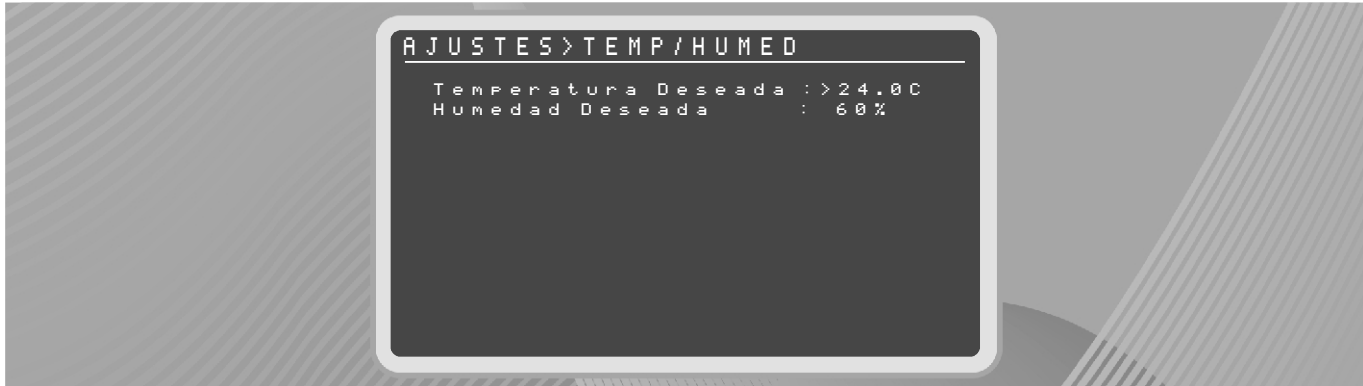 AJUSTES>TEMP/HUMED
Temperatura Deseada :>24.0C
Humedad Deseada : 60%